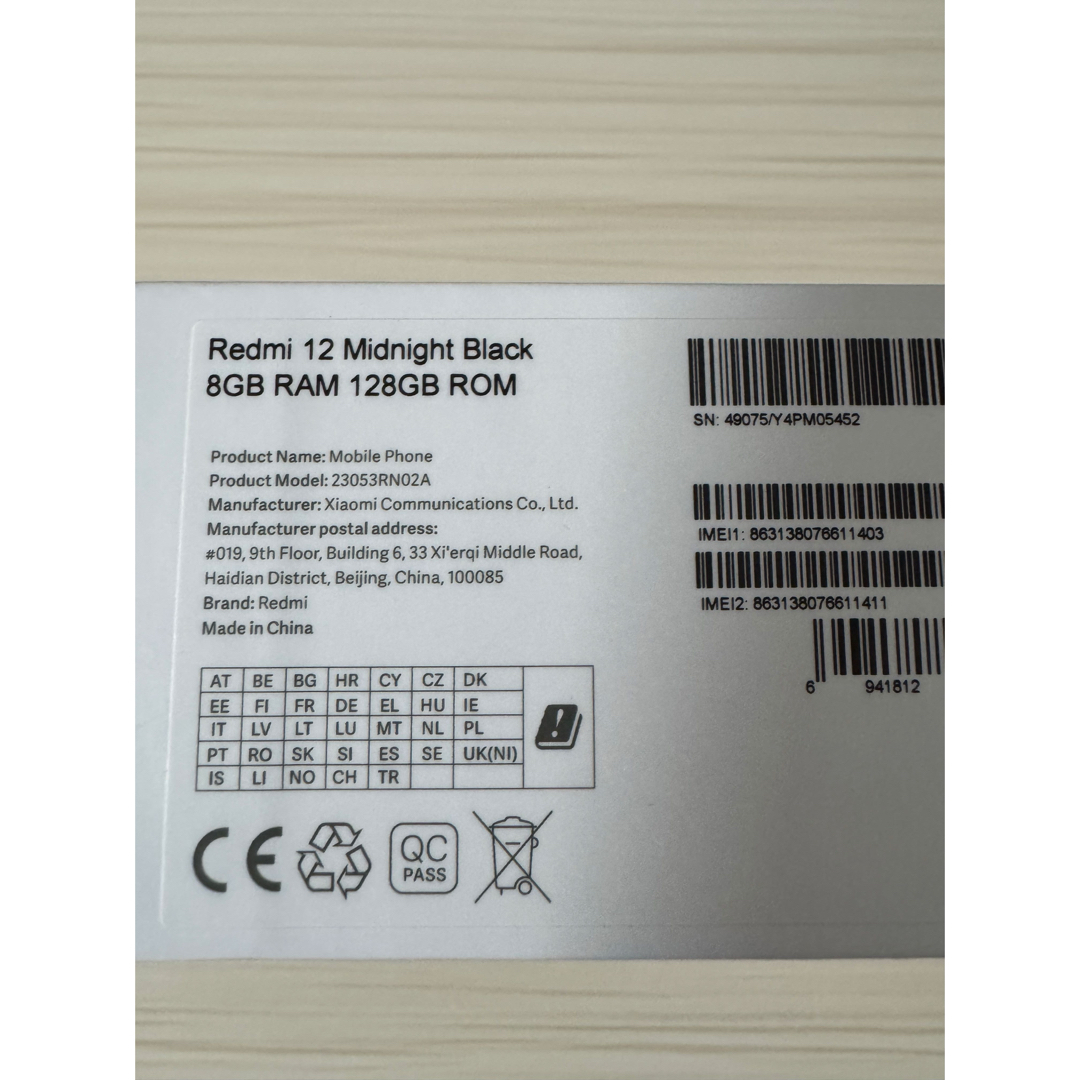 Redmi 12 Midnight Black
8GB RAM 128GB ROM
Product Name: Mobile Phone
Product Model: 23053RN02A
Manufacturer: Xiaomi Communications Co., Ltd.
Manufacturer postal address:
#019, 9th Floor, Building 6, 33 Xi'erqi Middle Road,
Haidian District, Beijing, China, 100085
Brand: Redmi
Made in China
AT BE BG HR CY CZ DK
EE FI FR DE EL HU IE
IT LV LT LU MT NL PL
PT RO SK SI ES SE UK(NI)
IS LI NO CH TR
CE
QC
PASS
SN: 49075/Y4PM05452
IMEI1: 863138076611403
IMEI2: 863138076611411
6 941812